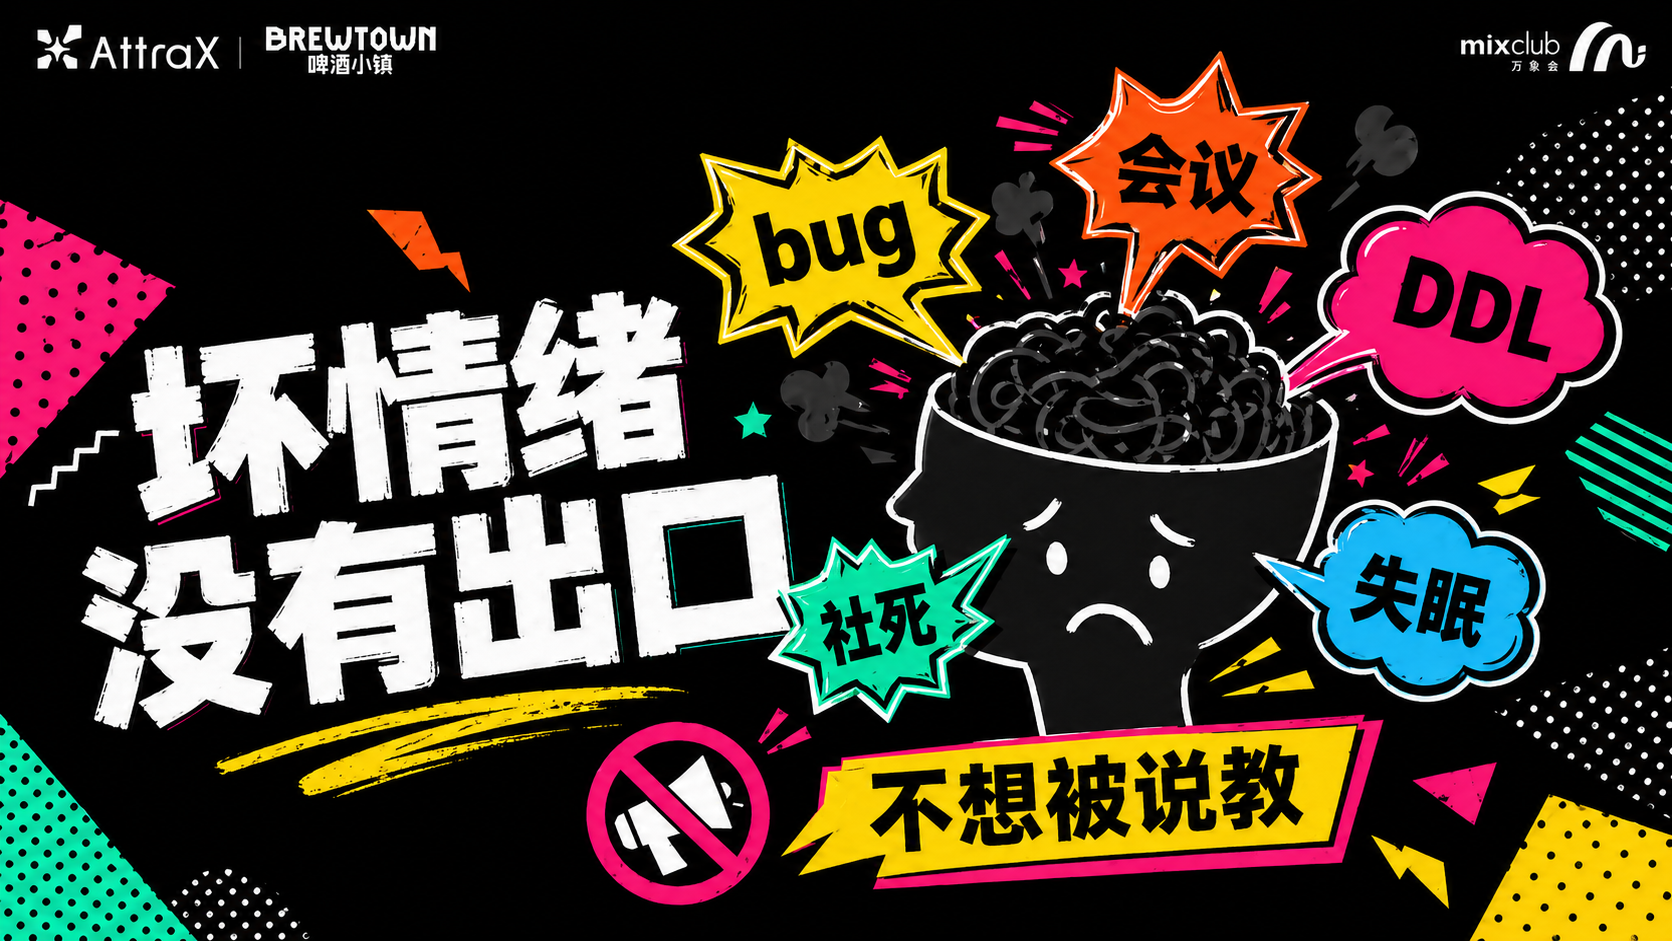 AttraX
BREWTOWN
啤酒小镇
mixclub
万象会
bug
会议
DDL
坏情绪
没有出口
社死
失眠
不想被说教